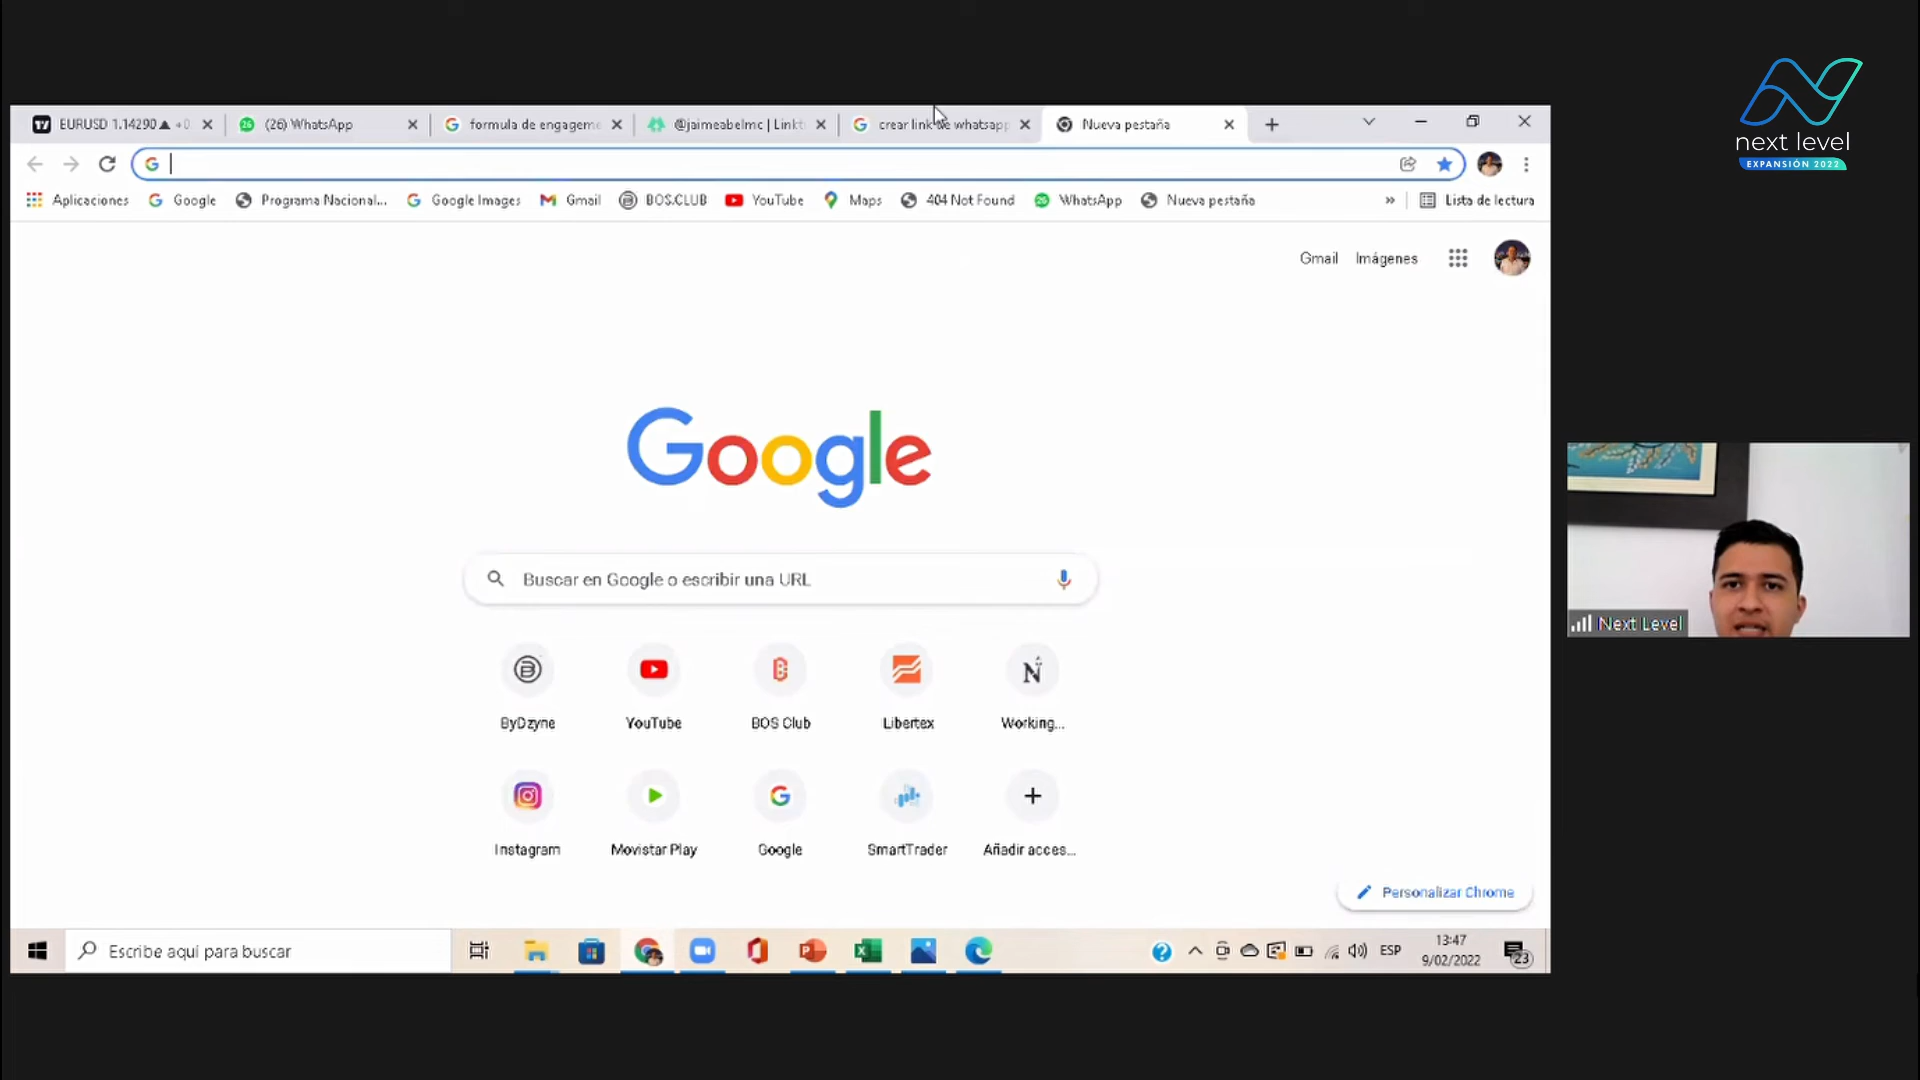 next level
EXPANSIÓN 2022
EURUSD 1.14290 ▲ +0
(26) WhatsApp
formula de engageme
@jaimeabelmc | Linkt
crear link de whatsapp
Nueva pestaña
Aplicaciones
Google
Programa Nacional...
Google Images
Gmail
BOS.CLUB
YouTube
Maps
404 Not Found
WhatsApp
Nueva pestaña
»
Lista de lectura
Gmail
Imágenes
Google
Buscar en Google o escribir una URL
ByDzyne
YouTube
BOS Club
Libertex
Working...
Instagram
Movistar Play
Google
SmartTrader
Añadir acces...
Personalizar Chrome
Next Level
Escribe aquí para buscar
ESP
13:47
9/02/2022
23